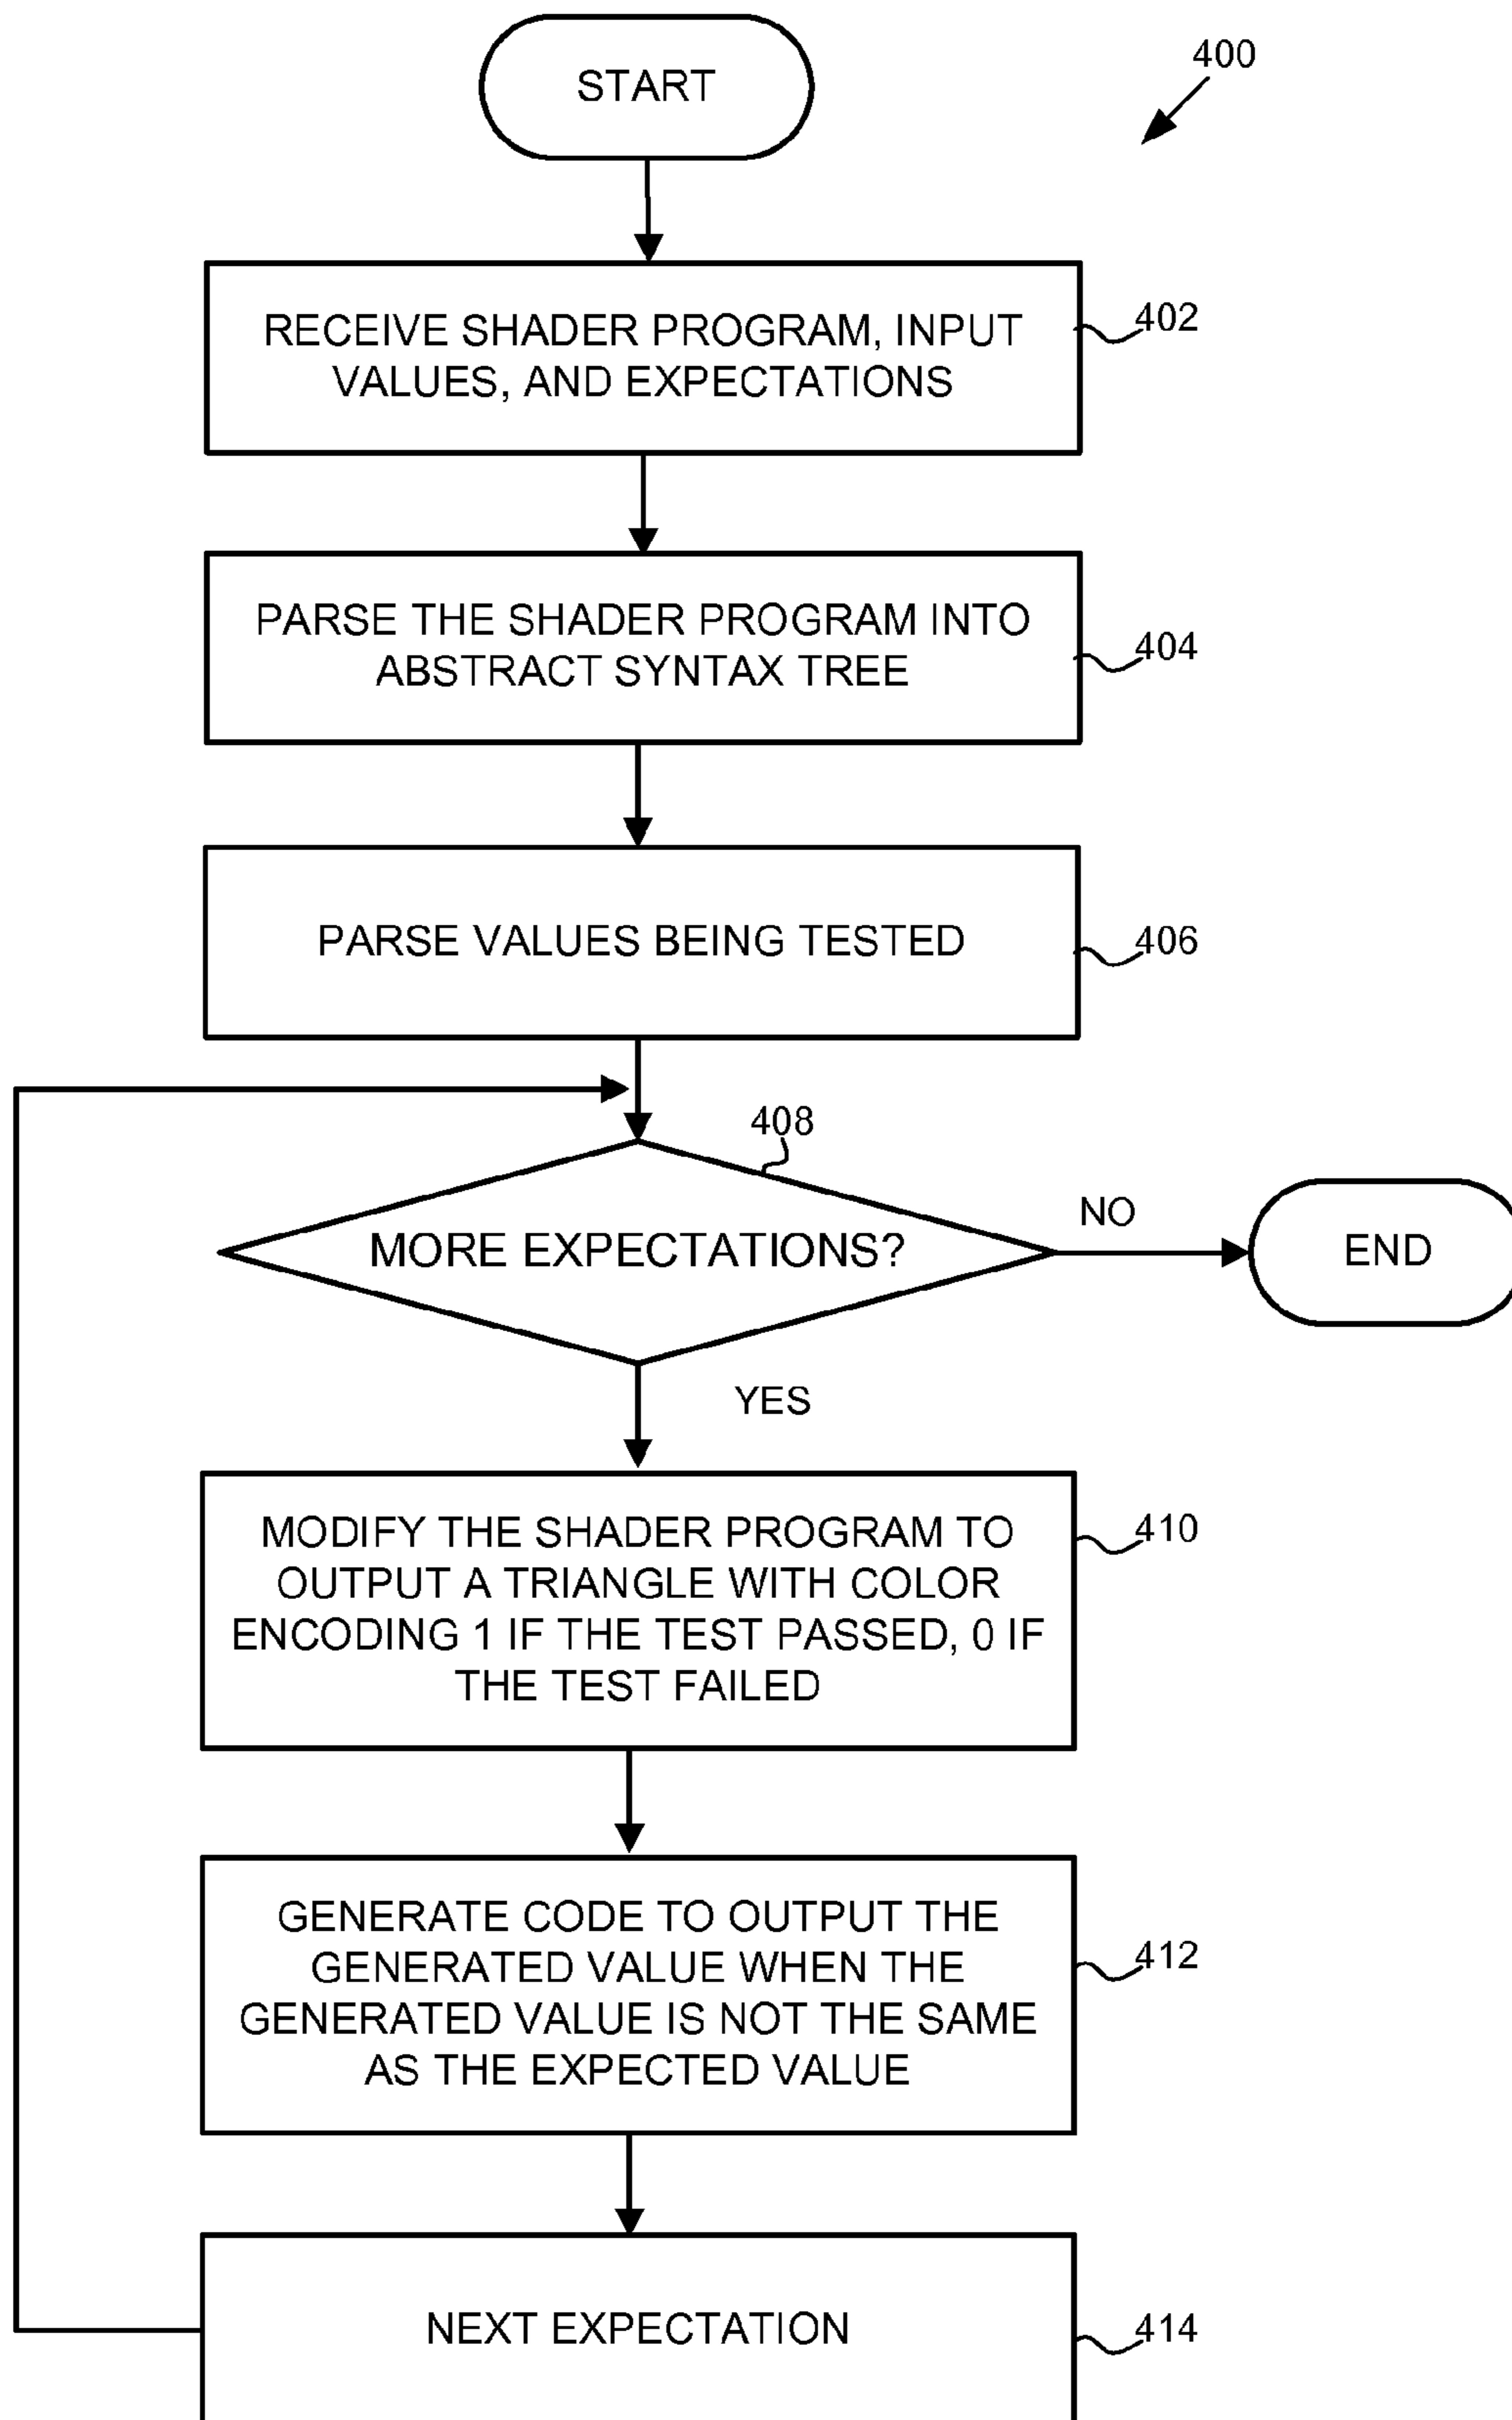 START
400
RECEIVE SHADER PROGRAM, INPUT
VALUES, AND EXPECTATIONS
402
PARSE THE SHADER PROGRAM INTO
ABSTRACT SYNTAX TREE
404
PARSE VALUES BEING TESTED
406
408
MORE EXPECTATIONS?
NO
END
YES
MODIFY THE SHADER PROGRAM TO
OUTPUT A TRIANGLE WITH COLOR
ENCODING 1 IF THE TEST PASSED, 0 IF
THE TEST FAILED
410
GENERATE CODE TO OUTPUT THE
GENERATED VALUE WHEN THE
GENERATED VALUE IS NOT THE SAME
AS THE EXPECTED VALUE
412
NEXT EXPECTATION
414